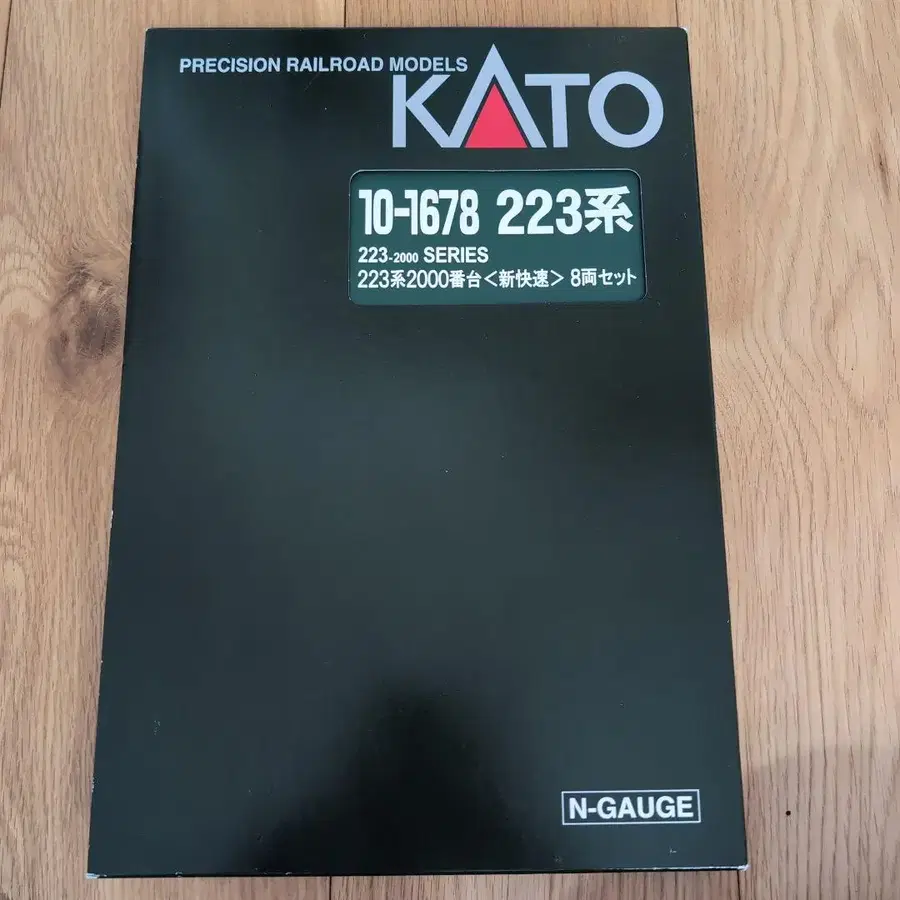 PRECISION RAILROAD MODELS
KATO
10-1678 223系
223-2000 SERIES
223系2000番台<新快速> 8両セット
N-GAUGE